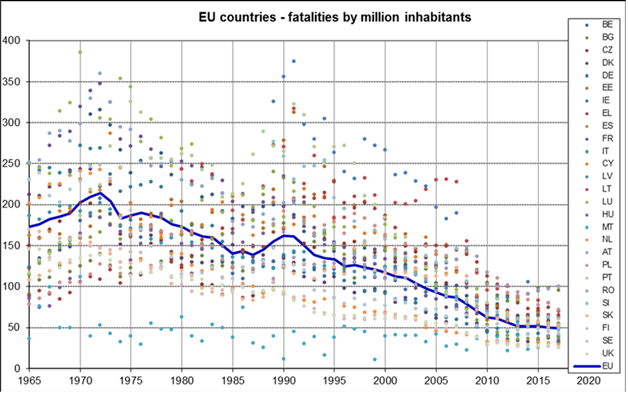 EU countries - fatalities by million inhabitants
400
350
300
250
200
150
100
50
0
1965 1970 1975 1980 1985 1990 1995 2000 2005 2010 2015 2020
BE
BG
CZ
DK
DE
EE
IE
EL
ES
FR
IT
CY
LV
LT
LU
HU
MT
NL
AT
PL
PT
RO
SI
SK
FI
SE
UK
EU